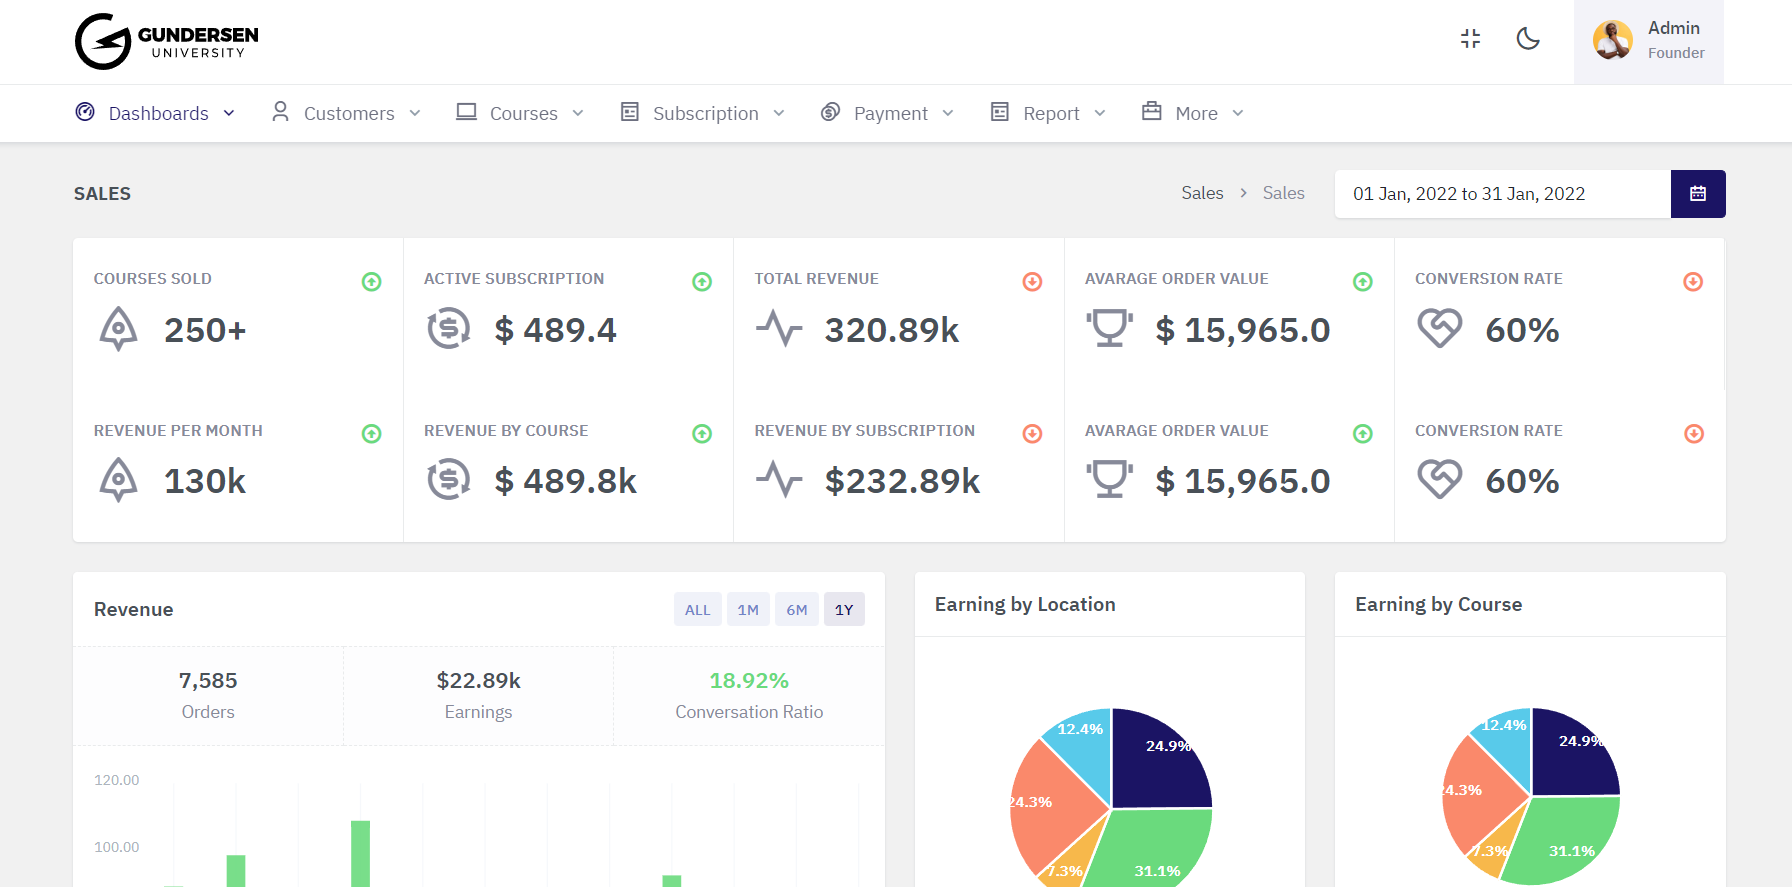 GUNDERSEN
UNIVERSITY
Admin
Founder
Dashboards
Customers
Courses
Subscription
Payment
Report
More
SALES
Sales > Sales
01 Jan, 2022 to 31 Jan, 2022
COURSES SOLD
250+
ACTIVE SUBSCRIPTION
$ 489.4
TOTAL REVENUE
320.89k
AVARAGE ORDER VALUE
$ 15,965.0
CONVERSION RATE
60%
REVENUE PER MONTH
130k
REVENUE BY COURSE
$ 489.8k
REVENUE BY SUBSCRIPTION
$232.89k
AVARAGE ORDER VALUE
$ 15,965.0
CONVERSION RATE
60%
Revenue
ALL
1M
6M
1Y
7,585
Orders
$22.89k
Earnings
18.92%
Conversation Ratio
120.00
100.00
Earning by Location
12.4%
24.9%
24.3%
7.3%
31.1%
Earning by Course
12.4%
24.9%
24.3%
7.3%
31.1%